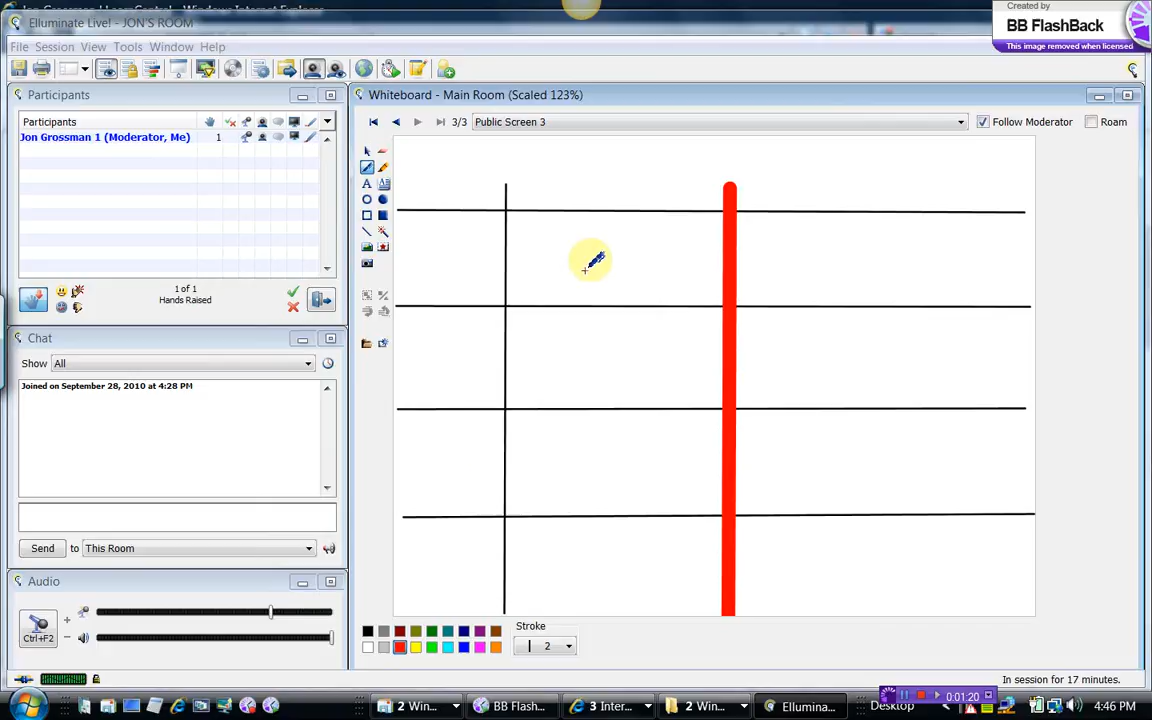 Created by
BB FlashBack
This image removed when licensed
Elluminate Live! - JON'S ROOM
File Session View Tools Window Help
Participants
Participants
Jon Grossman 1 (Moderator, Me) 1
1 of 1
Hands Raised
Chat
Show All
Joined on September 28, 2010 at 4:28 PM
Send to This Room
Audio
Ctrl+F2
Whiteboard - Main Room (Scaled 123%)
3/3 Public Screen 3 Follow Moderator Roam
A
Stroke
2
In session for 17 minutes.
2 Win... BB Flash... 3 Inter... 2 Win... Ellumina... Desktop 4:46 PM
0:01:20